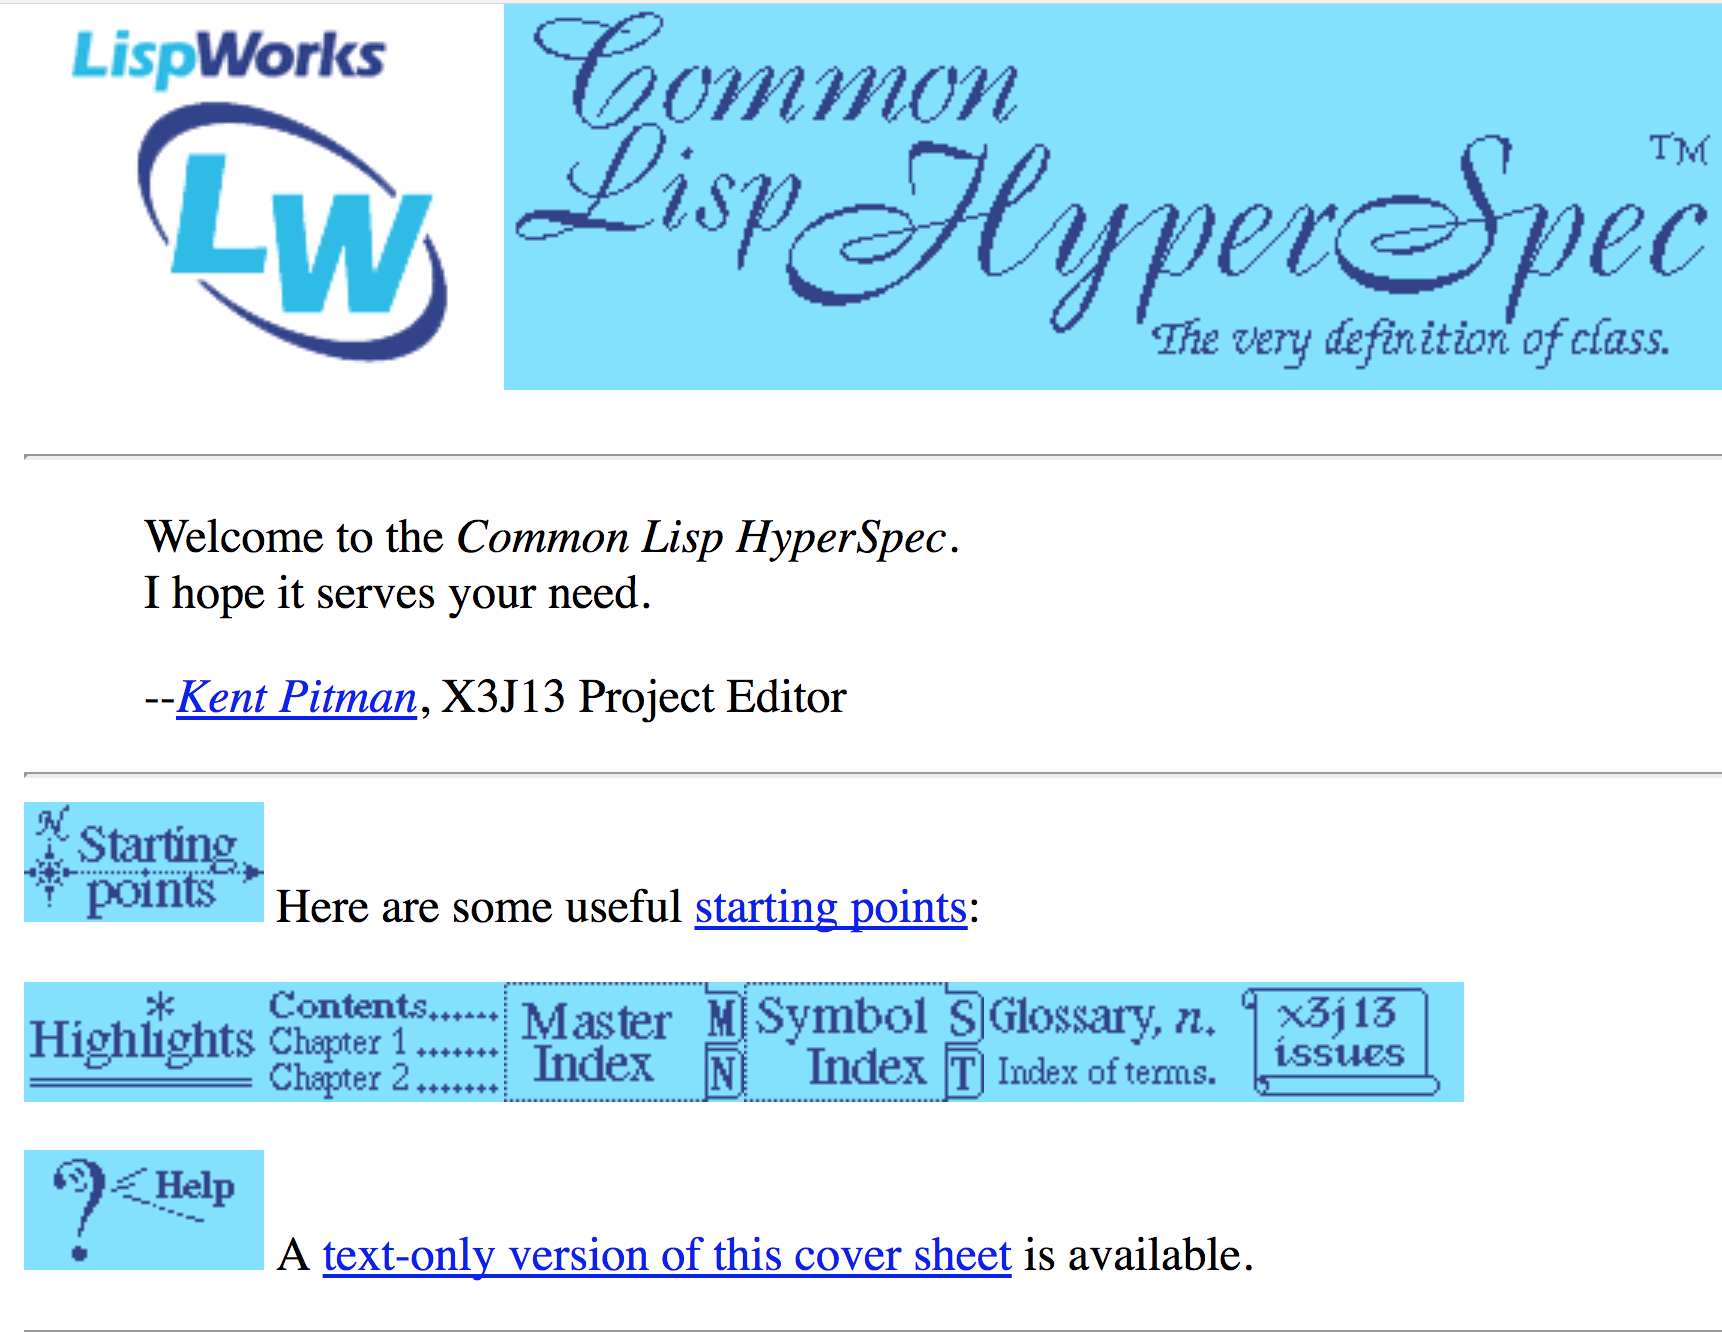 LispWorks
LW
Common
Lisp HyperSpec™
The very definition of class.
Welcome to the Common Lisp HyperSpec.
I hope it serves your need.
--Kent Pitman, X3J13 Project Editor
N
Starting
points
Here are some useful starting points:
*
Highlights
Contents......
Chapter 1 .......
Chapter 2 .......
Master
Index
M
N
Symbol
Index
S
T
Glossary, n.
Index of terms.
x3j13
issues
? Help
A text-only version of this cover sheet is available.